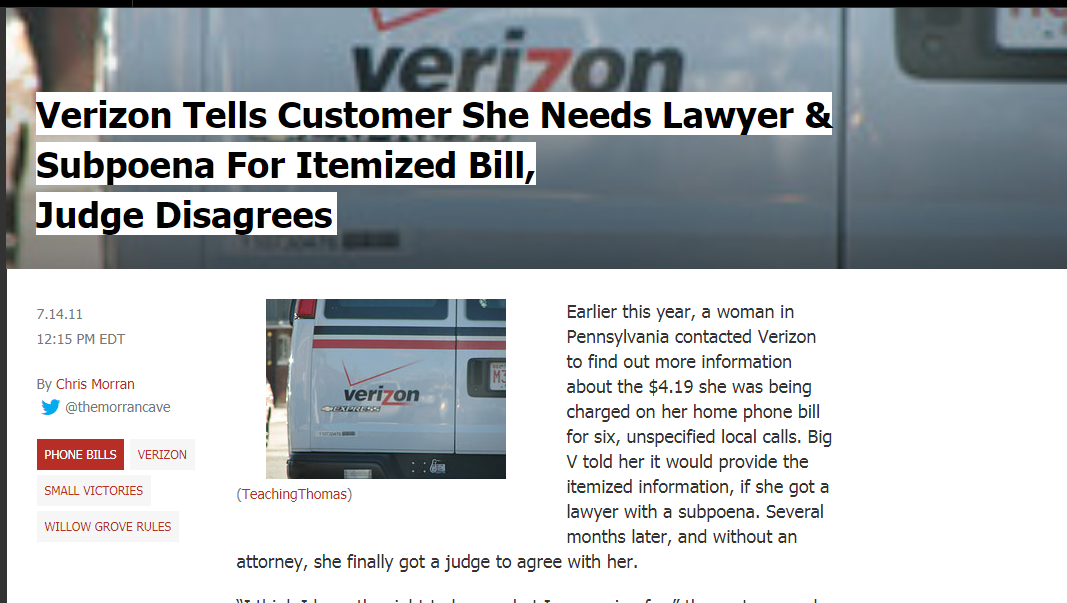 verizon
Verizon Tells Customer She Needs Lawyer &
Subpoena For Itemized Bill,
Judge Disagrees
7.14.11
12:15 PM EDT
By Chris Morran
@themorrancave
PHONE BILLS
VERIZON
SMALL VICTORIES
WILLOW GROVE RULES
verizon
EXPRESS
(TeachingThomas)
Earlier this year, a woman in
Pennsylvania contacted Verizon
to find out more information
about the $4.19 she was being
charged on her home phone bill
for six, unspecified local calls. Big
V told her it would provide the
itemized information, if she got a
lawyer with a subpoena. Several
months later, and without an
attorney, she finally got a judge to agree with her.